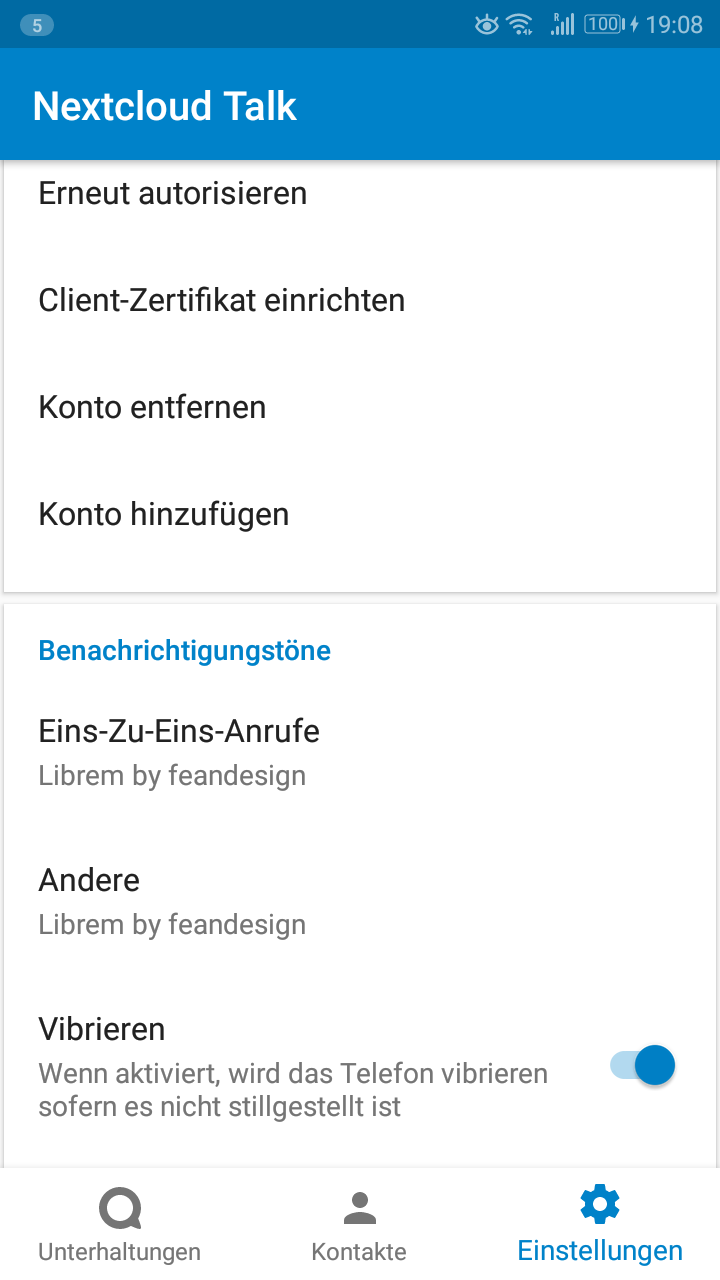 5
R 100 19:08
Nextcloud Talk
Erneut autorisieren
Client-Zertifikat einrichten
Konto entfernen
Konto hinzufügen
Benachrichtigungstöne
Eins-Zu-Eins-Anrufe
Librem by feandesign
Andere
Librem by feandesign
Vibrieren
Wenn aktiviert, wird das Telefon vibrieren
sofern es nicht stillgestellt ist
Unterhaltungen Kontakte Einstellungen